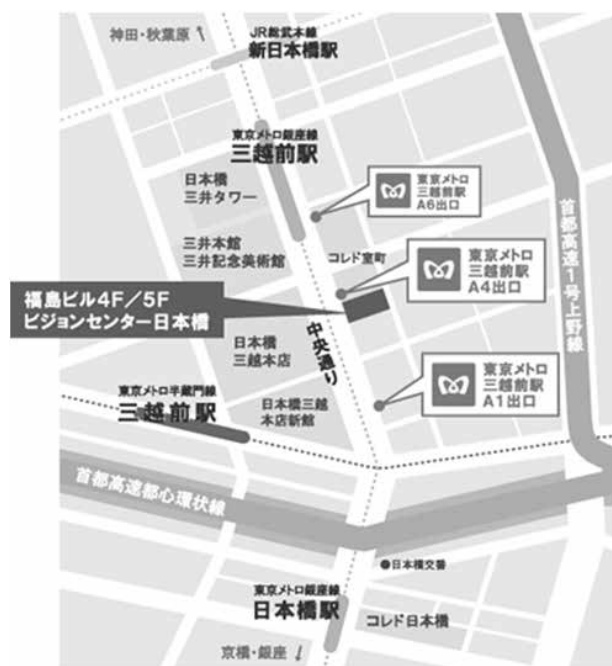 神田・秋葉原
JR総武本線
新日本橋駅
東京メトロ銀座線
三越前駅
日本橋
三井タワー
東京メトロ
三越前駅
A6出口
三井本館
三井記念美術館
コレド室町
東京メトロ
三越前駅
A4出口
首都高速1号上野線
福島ビル4F／5F
ビジョンセンター日本橋
中央通り
日本橋
三越本店
東京メトロ
三越前駅
A1出口
東京メトロ半蔵門線
三越前駅
日本橋三越
本店新館
首都高速都心環状線
日本橋交番
東京メトロ銀座線
日本橋駅
コレド日本橋
京橋・銀座